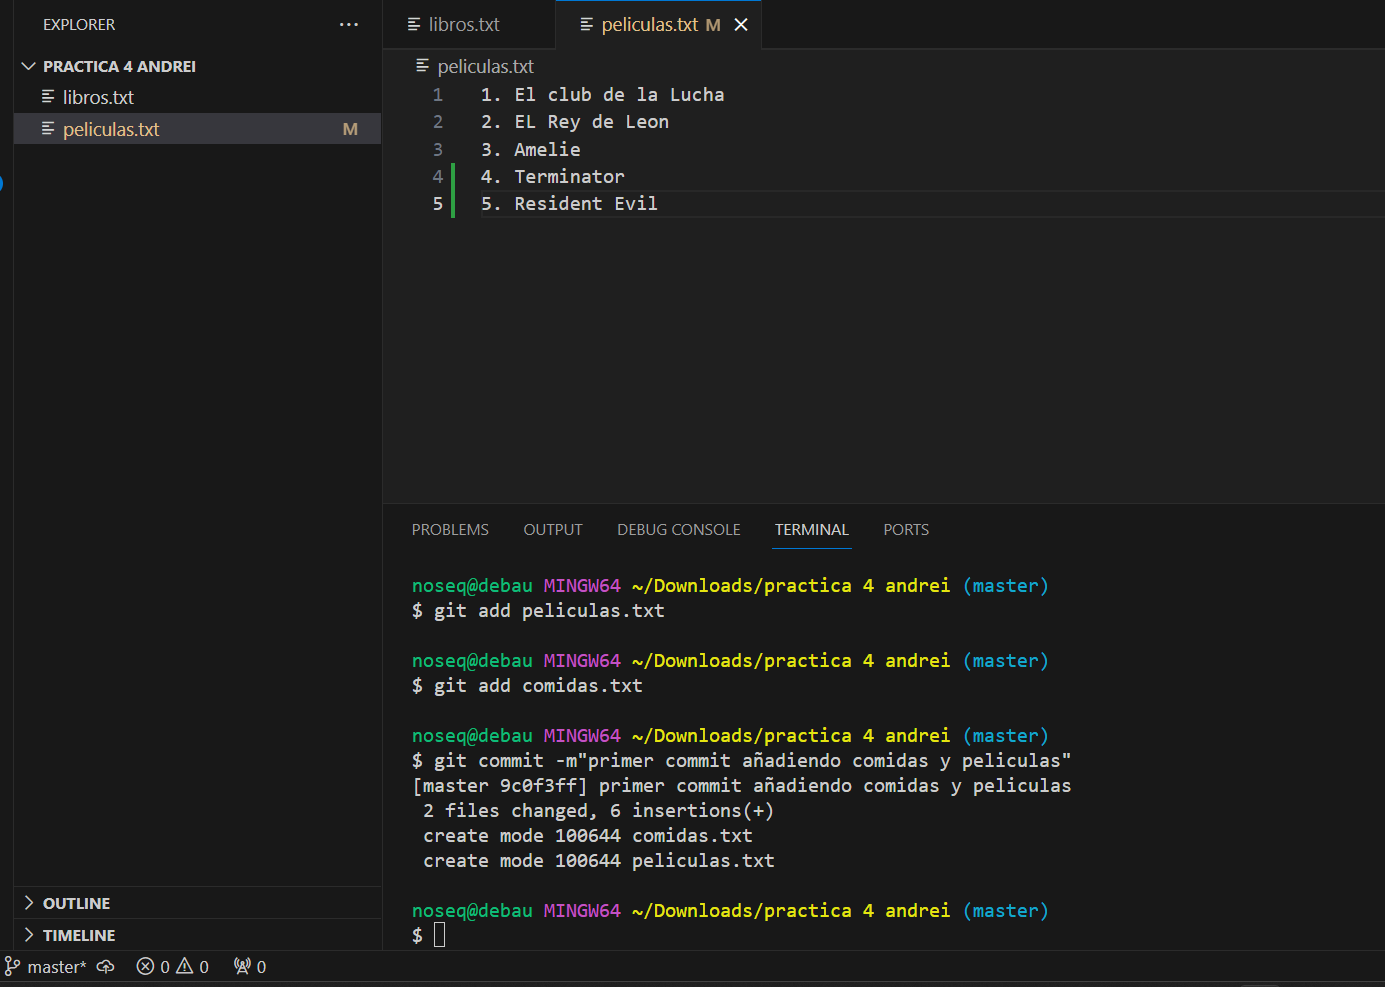 EXPLORER
PRACTICA 4 ANDREI
libros.txt
peliculas.txt M
OUTLINE
TIMELINE
libros.txt
peliculas.txt M
peliculas.txt
1 1. El club de la Lucha
2 2. EL Rey de Leon
3 3. Amelie
4 4. Terminator
5 5. Resident Evil
PROBLEMS OUTPUT DEBUG CONSOLE TERMINAL PORTS
noseq@debau MINGW64 ~/Downloads/practica 4 andrei (master)
$ git add peliculas.txt
noseq@debau MINGW64 ~/Downloads/practica 4 andrei (master)
$ git add comidas.txt
noseq@debau MINGW64 ~/Downloads/practica 4 andrei (master)
$ git commit -m"primer commit añadiendo comidas y peliculas"
[master 9c0f3ff] primer commit añadiendo comidas y peliculas
2 files changed, 6 insertions(+)
create mode 100644 comidas.txt
create mode 100644 peliculas.txt
noseq@debau MINGW64 ~/Downloads/practica 4 andrei (master)
$
master* 0 0 0